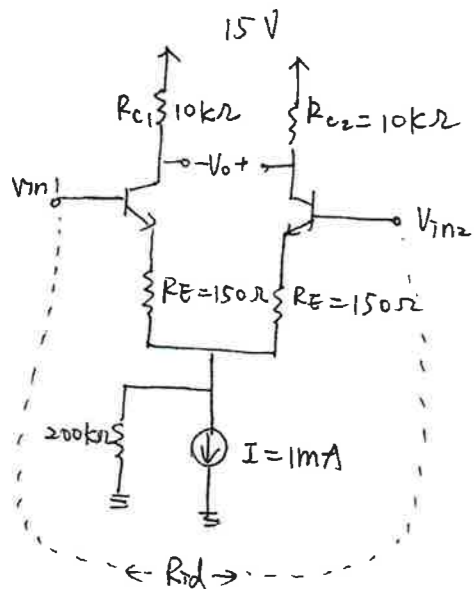 15 V
Rc1 10kΩ
Rc2 = 10kΩ
-Vo+
Vin1
Vin2
RE = 150Ω
RE = 150Ω
200kΩ
I = 1mA
← Rid →